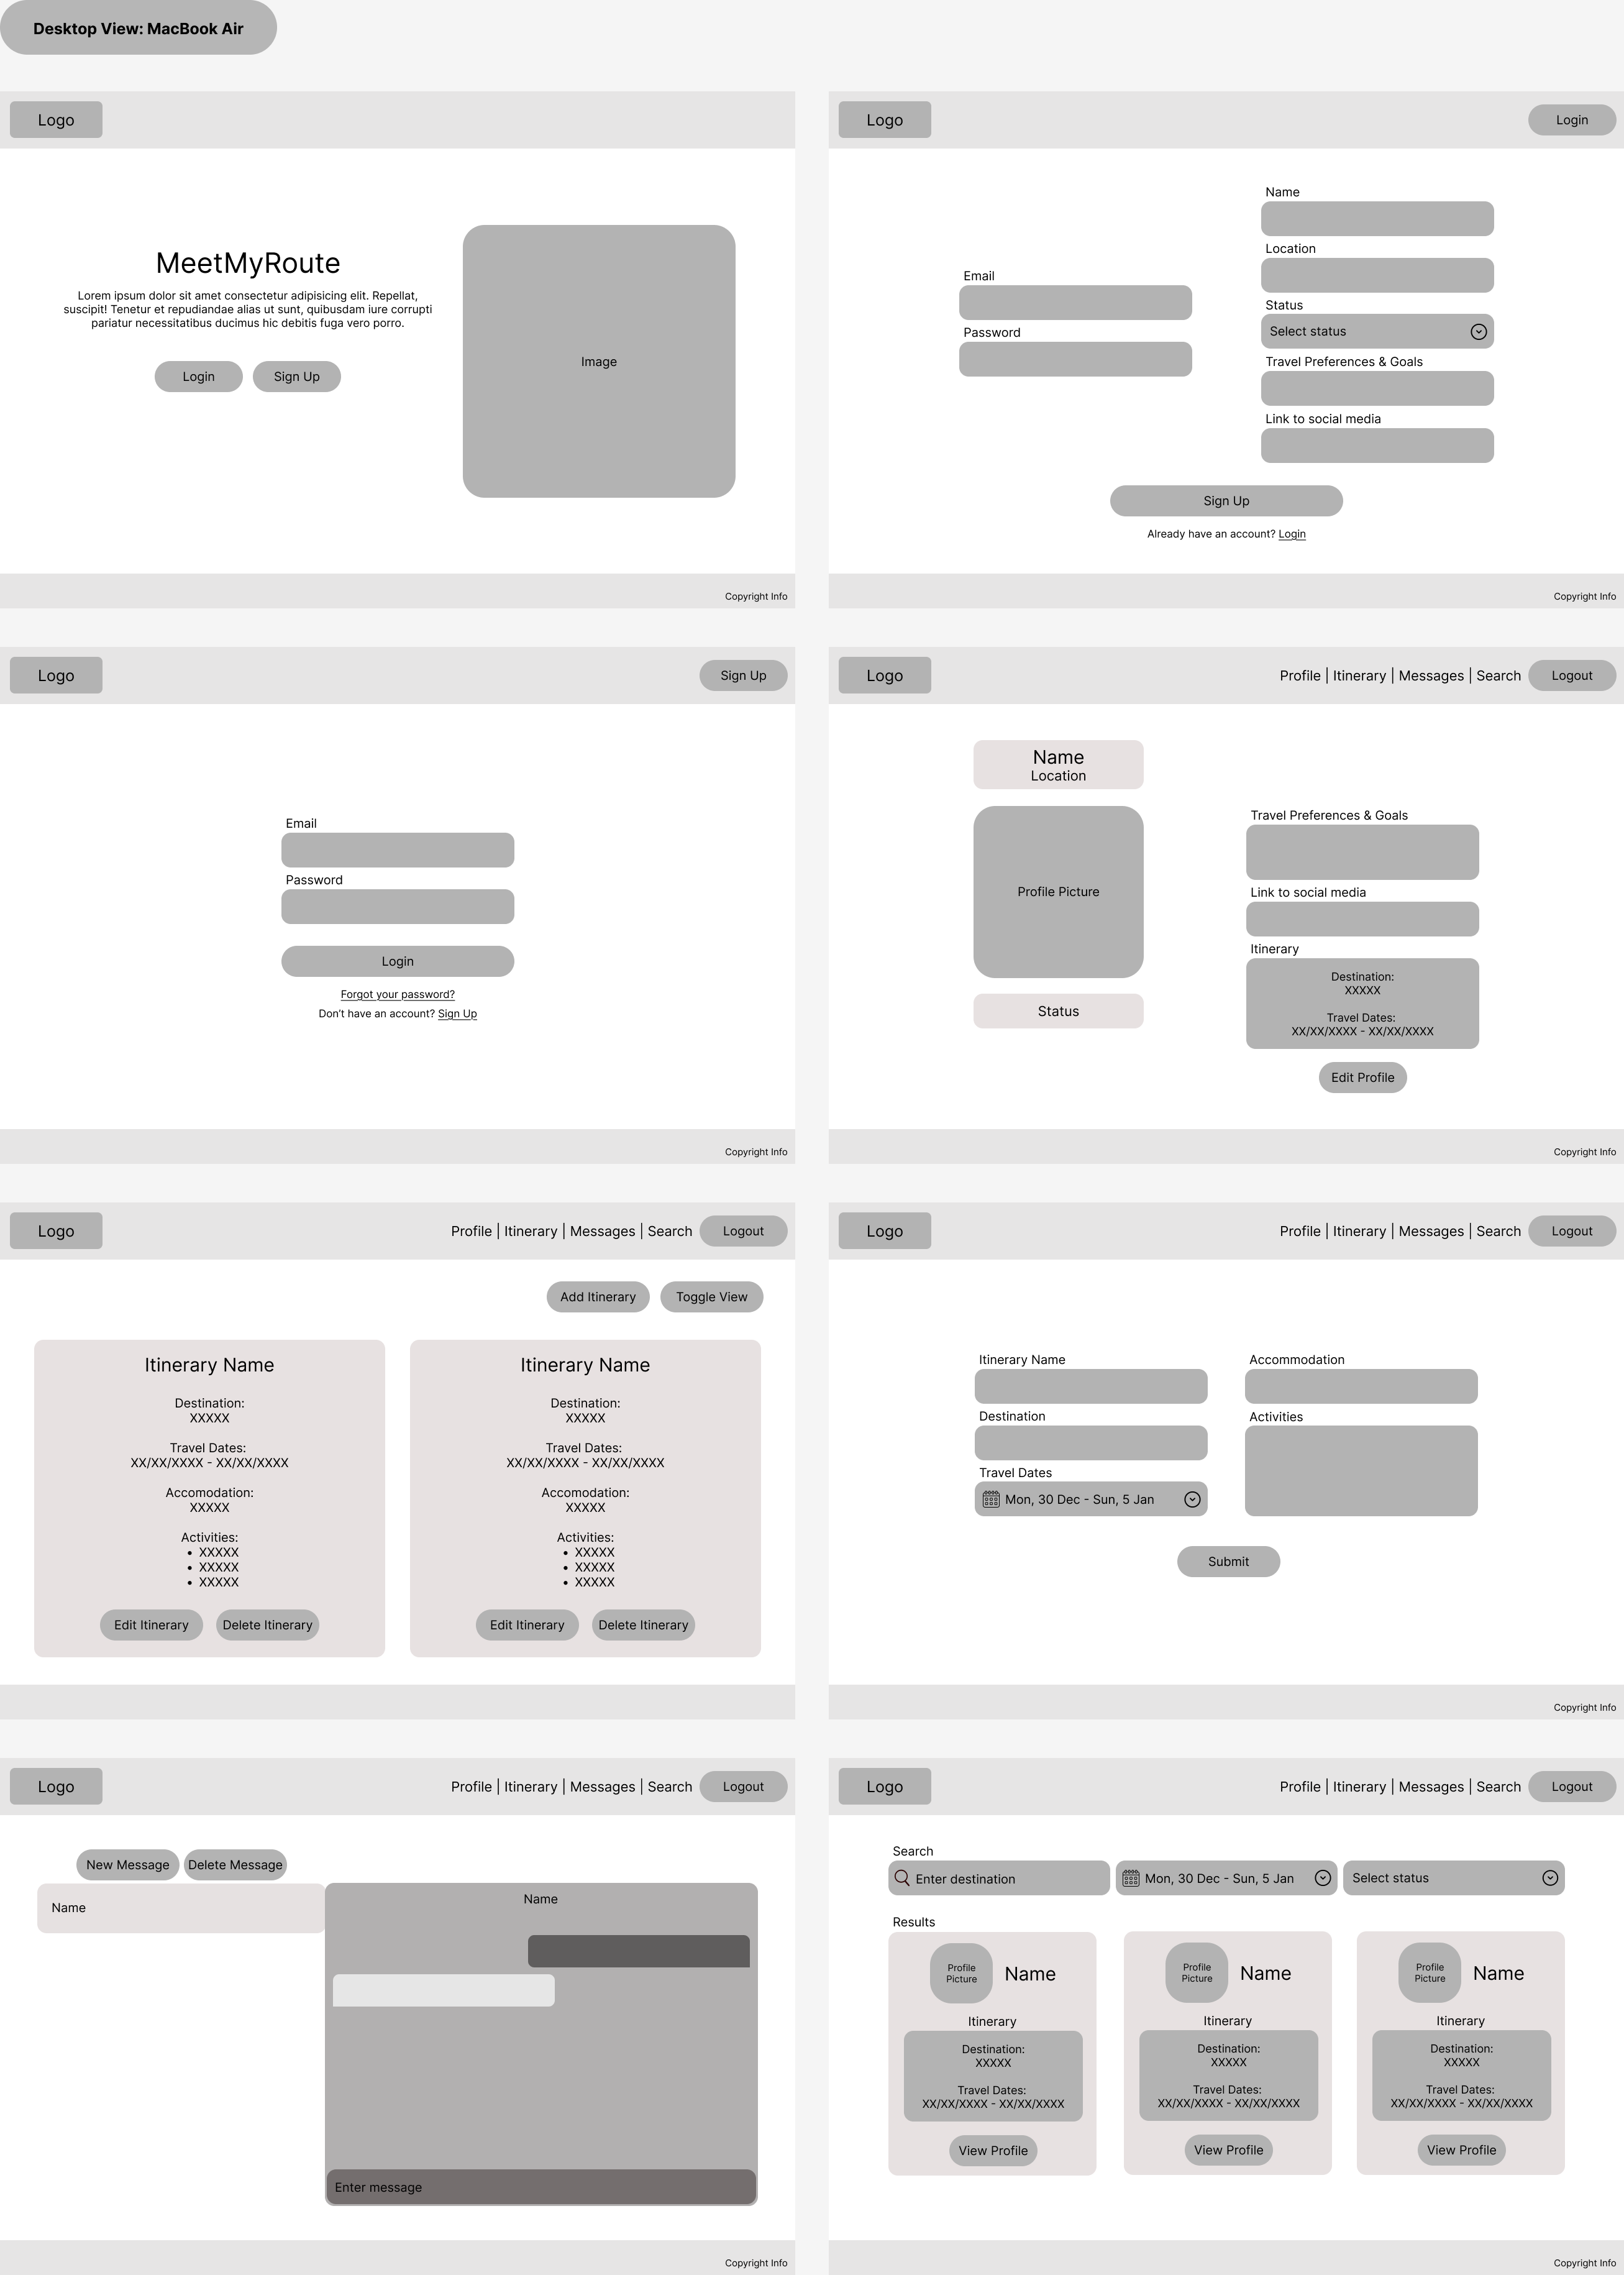 Desktop View: MacBook Air
Logo
MeetMyRoute
Lorem ipsum dolor sit amet consectetur adipisicing elit. Repellat,
suscipit! Tenetur et repudiandae alias ut sunt, quibusdam iure corrupti
pariatur necessitatibus ducimus hic debitis fuga vero porro.
Login
Sign Up
Image
Copyright Info
Logo
Login
Email
Password
Name
Location
Status
Select status
Travel Preferences & Goals
Link to social media
Sign Up
Already have an account? Login
Copyright Info
Logo
Sign Up
Email
Password
Login
Forgot your password?
Don't have an account? Sign Up
Copyright Info
Logo
Profile | Itinerary | Messages | Search
Logout
Name
Location
Profile Picture
Status
Travel Preferences & Goals
Link to social media
Itinerary
Destination:
XXXXX
Travel Dates:
XX/XX/XXXX - XX/XX/XXXX
Edit Profile
Copyright Info
Logo
Profile | Itinerary | Messages | Search
Logout
Add Itinerary
Toggle View
Itinerary Name
Destination:
XXXXX
Travel Dates:
XX/XX/XXXX - XX/XX/XXXX
Accomodation:
XXXXX
Activities:
• XXXXX
• XXXXX
• XXXXX
Edit Itinerary
Delete Itinerary
Itinerary Name
Destination:
XXXXX
Travel Dates:
XX/XX/XXXX - XX/XX/XXXX
Accomodation:
XXXXX
Activities:
• XXXXX
• XXXXX
• XXXXX
Edit Itinerary
Delete Itinerary
Logo
Profile | Itinerary | Messages | Search
Logout
Itinerary Name
Destination
Travel Dates
Mon, 30 Dec - Sun, 5 Jan
Accommodation
Activities
Submit
Copyright Info
Logo
Profile | Itinerary | Messages | Search
Logout
New Message
Delete Message
Name
Name
Enter message
Copyright Info
Logo
Profile | Itinerary | Messages | Search
Logout
Search
Enter destination
Mon, 30 Dec - Sun, 5 Jan
Select status
Results
Profile
Picture
Name
Itinerary
Destination:
XXXXX
Travel Dates:
XX/XX/XXXX - XX/XX/XXXX
View Profile
Profile
Picture
Name
Itinerary
Destination:
XXXXX
Travel Dates:
XX/XX/XXXX - XX/XX/XXXX
View Profile
Profile
Picture
Name
Itinerary
Destination:
XXXXX
Travel Dates:
XX/XX/XXXX - XX/XX/XXXX
View Profile
Copyright Info